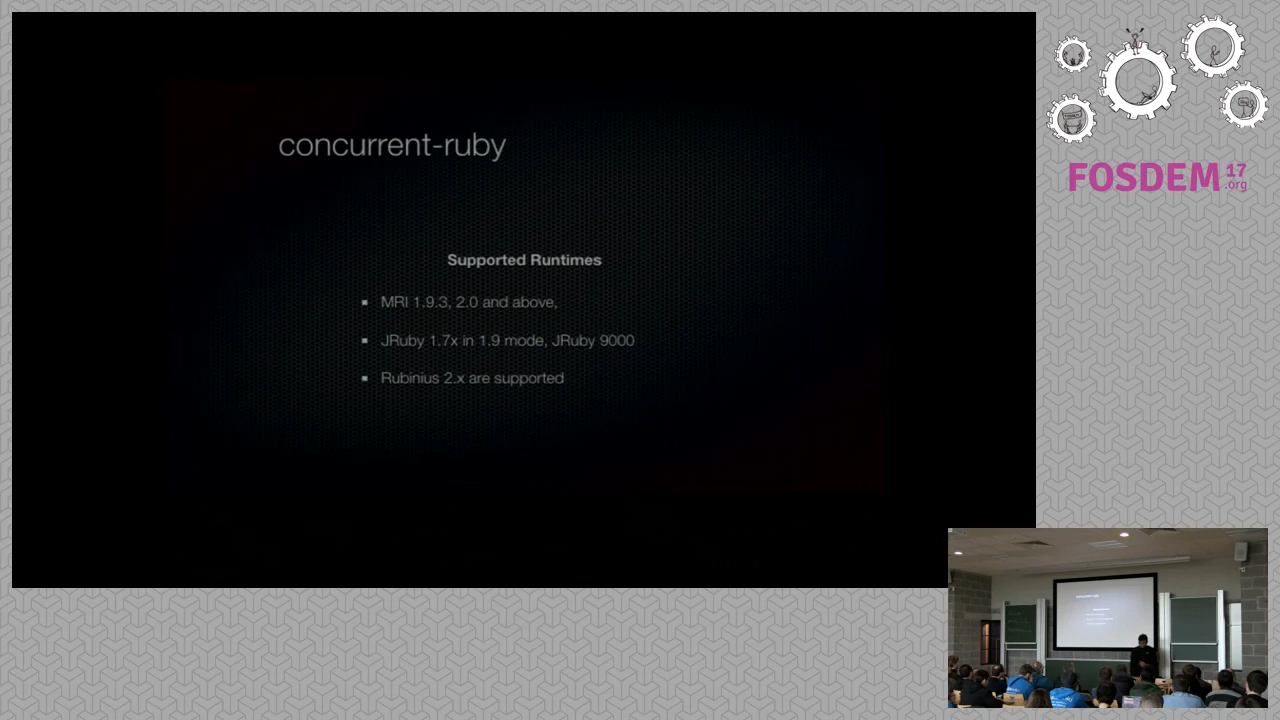 concurrent-ruby
Supported Runtimes
▪ MRI 1.9.3, 2.0 and above,
▪ JRuby 1.7x in 1.9 mode, JRuby 9000
▪ Rubinius 2.x are supported
FOSDEM 17
.org